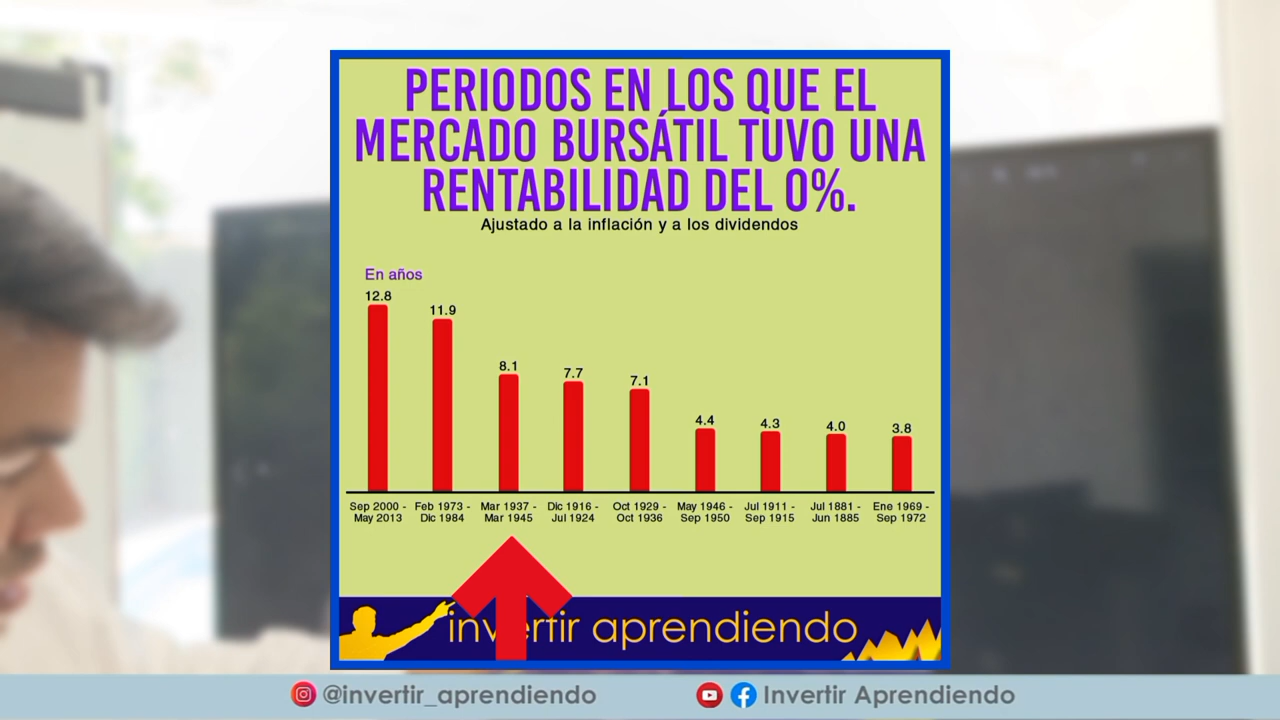 PERIODOS EN LOS QUE EL
MERCADO BURSÁTIL TUVO UNA
RENTABILIDAD DEL 0%.
Ajustado a la inflación y a los dividendos
En años
12.8
11.9
8.1
7.7
7.1
4.4
4.3
4.0
3.8
Sep 2000 -
May 2013
Feb 1973 -
Dic 1984
Mar 1937 -
Mar 1945
Dic 1916 -
Jul 1924
Oct 1929 -
Oct 1936
May 1946 -
Sep 1950
Jul 1911 -
Sep 1915
Jul 1881 -
Jun 1885
Ene 1969 -
Sep 1972
invertir aprendiendo
@invertir_aprendiendo
Invertir Aprendiendo